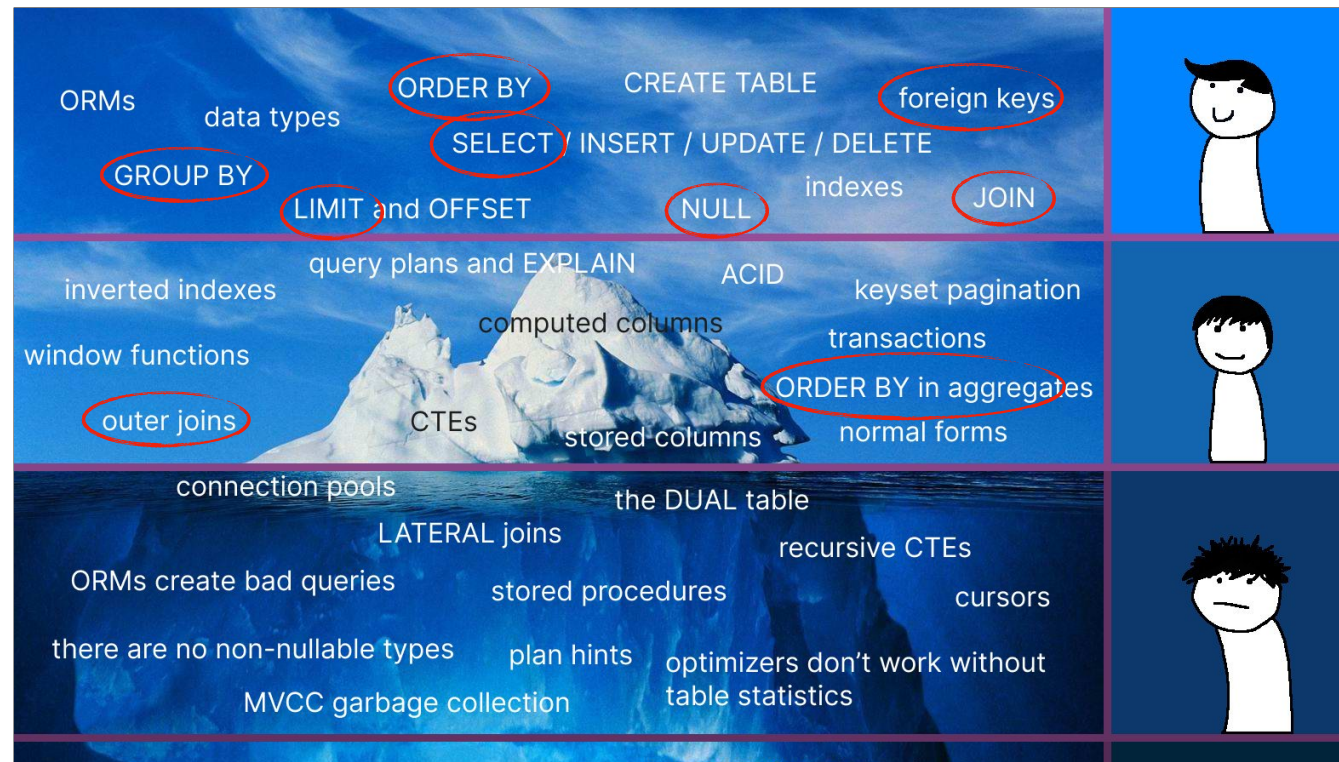 ORMs
data types
ORDER BY
CREATE TABLE
foreign keys
GROUP BY
SELECT / INSERT / UPDATE / DELETE
LIMIT and OFFSET
NULL
indexes
JOIN
query plans and EXPLAIN
inverted indexes
ACID
keyset pagination
computed columns
transactions
window functions
ORDER BY in aggregates
outer joins
CTEs
stored columns
normal forms
connection pools
the DUAL table
LATERAL joins
recursive CTEs
ORMs create bad queries
stored procedures
cursors
there are no non-nullable types
plan hints
optimizers don’t work without
table statistics
MVCC garbage collection